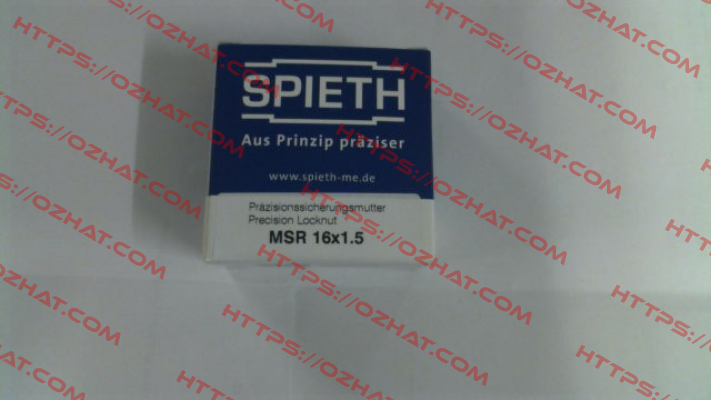 SPIETH
Aus Prinzip präziser
www.spieth-me.de
Präzisionssicherungsmutter
Precision Locknut
MSR 16x1.5
HTTPS://OZHAT.COM